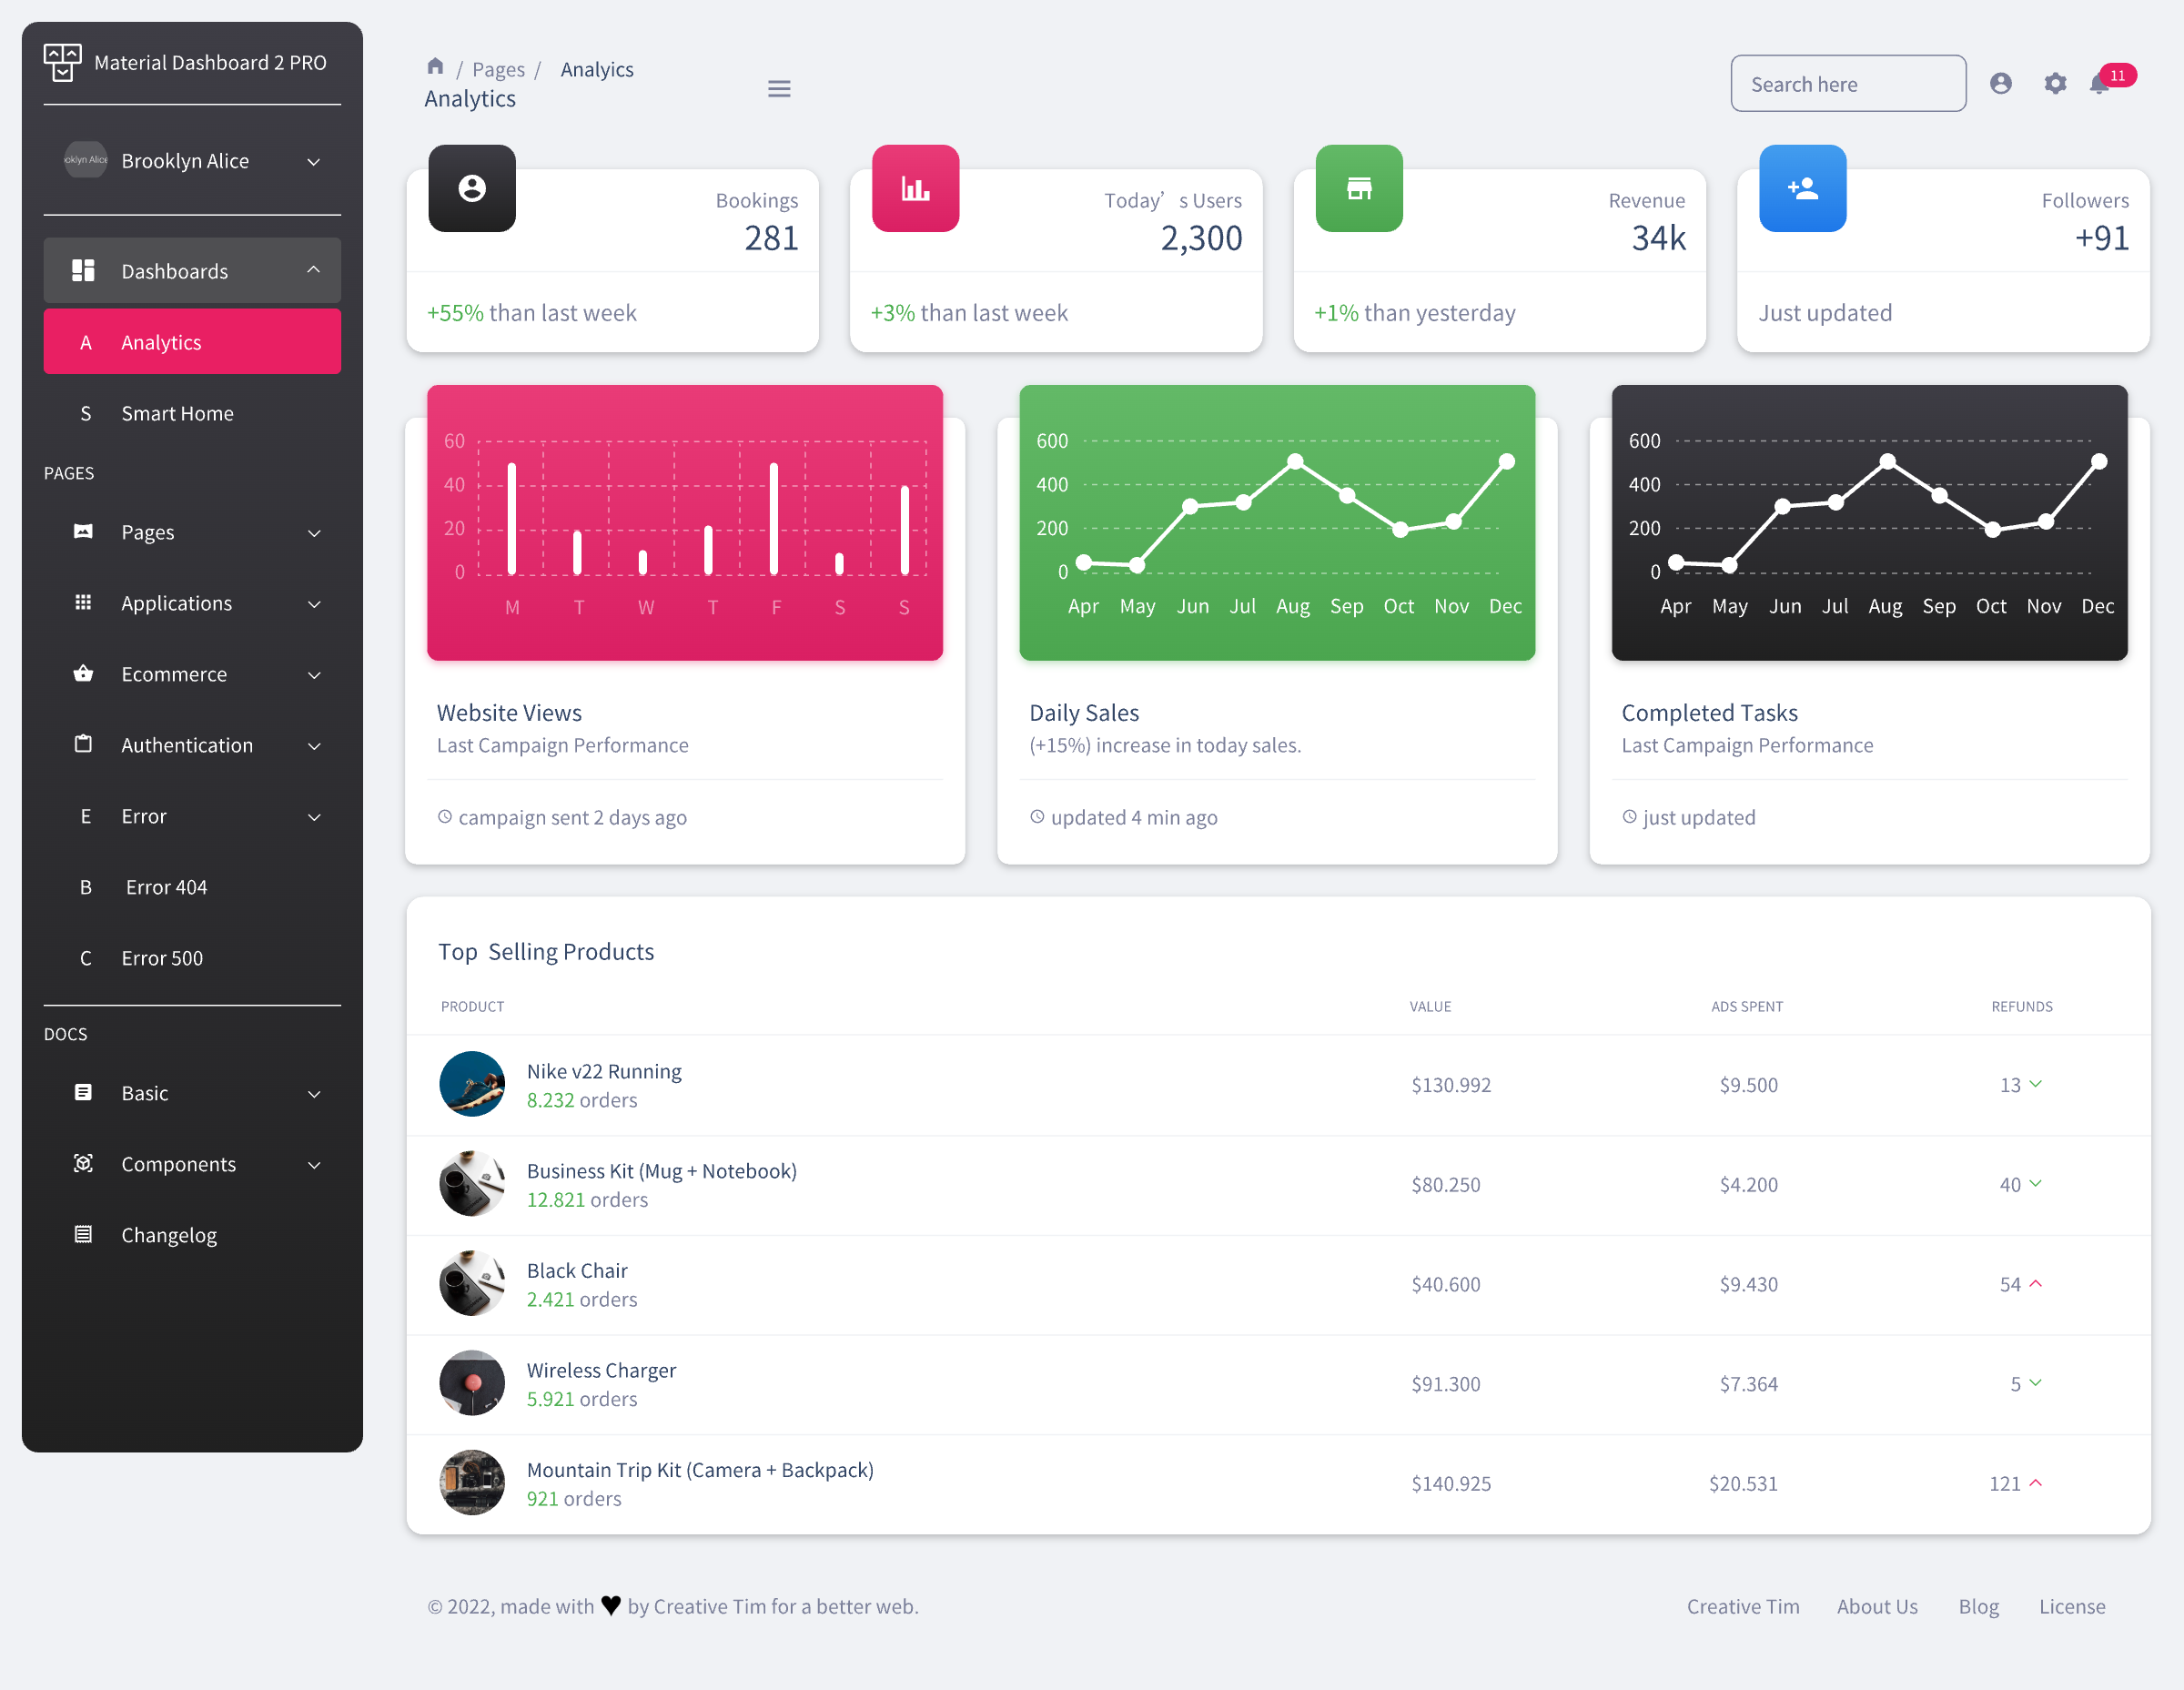 Material Dashboard 2 PRO
Brooklyn Alice
Dashboards
A Analytics
S Smart Home
PAGES
Pages
Applications
Ecommerce
Authentication
E Error
B Error 404
C Error 500
DOCS
Basic
Components
Changelog
/ Pages / Analyics
Analytics
Search here
11
Bookings
281
+55% than last week
Today’s Users
2,300
+3% than last week
Revenue
34k
+1% than yesterday
Followers
+91
Just updated
60
40
20
0
M T W T F S S
Website Views
Last Campaign Performance
campaign sent 2 days ago
600
400
200
0
Apr May Jun Jul Aug Sep Oct Nov Dec
Daily Sales
(+15%) increase in today sales.
updated 4 min ago
600
400
200
0
Apr May Jun Jul Aug Sep Oct Nov Dec
Completed Tasks
Last Campaign Performance
just updated
Top Selling Products
PRODUCT VALUE ADS SPENT REFUNDS
Nike v22 Running
8.232 orders
$130.992 $9.500 13
Business Kit (Mug + Notebook)
12.821 orders
$80.250 $4.200 40
Black Chair
2.421 orders
$40.600 $9.430 54
Wireless Charger
5.921 orders
$91.300 $7.364 5
Mountain Trip Kit (Camera + Backpack)
921 orders
$140.925 $20.531 121
© 2022, made with ♥ by Creative Tim for a better web.
Creative Tim About Us Blog License